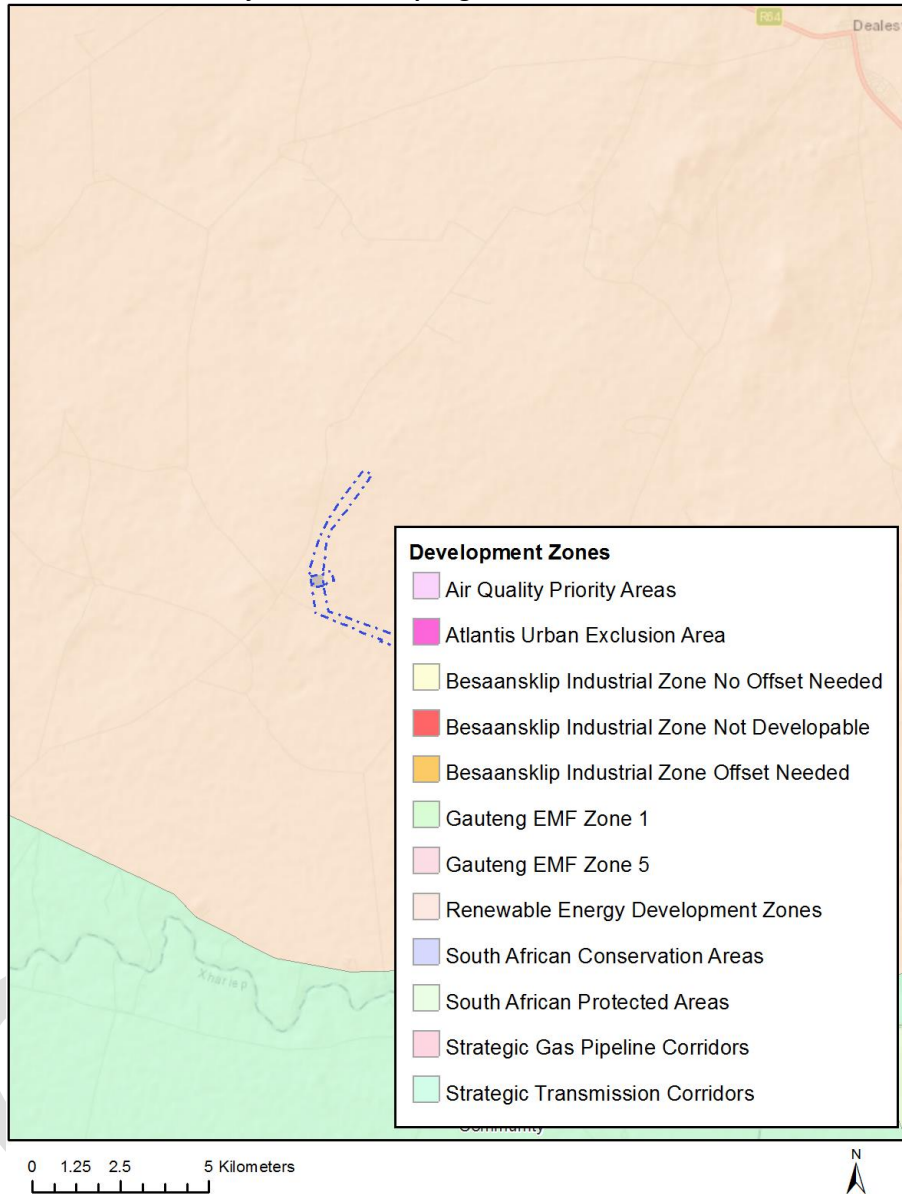 R64
Deales
Development Zones
Air Quality Priority Areas
Atlantis Urban Exclusion Area
Besaansklip Industrial Zone No Offset Needed
Besaansklip Industrial Zone Not Developable
Besaansklip Industrial Zone Offset Needed
Gauteng EMF Zone 1
Gauteng EMF Zone 5
Renewable Energy Development Zones
South African Conservation Areas
South African Protected Areas
Strategic Gas Pipeline Corridors
Strategic Transmission Corridors
Xhariep
Community
0 1.25 2.5 5 Kilometers
N